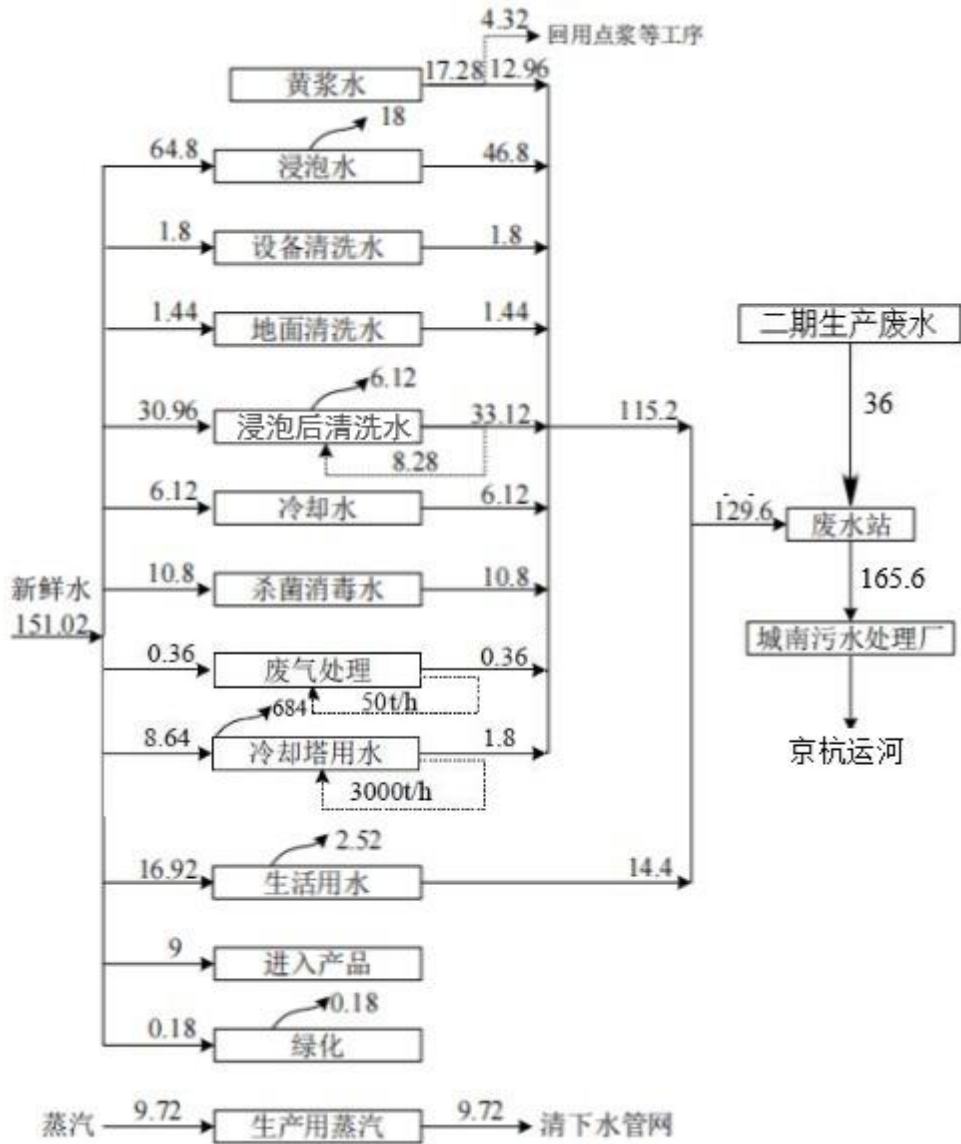 4.32
回用点浆等工序
黄浆水
17.28
12.96
18
64.8
浸泡水
46.8
1.8
设备清洗水
1.8
1.44
地面清洗水
1.44
二期生产废水
6.12
30.96
浸泡后清洗水
33.12
115.2
36
8.28
6.12
冷却水
6.12
129.6
废水站
新鲜水
151.02
10.8
杀菌消毒水
10.8
165.6
城南污水处理厂
0.36
废气处理
0.36
50t/h
684
8.64
冷却塔用水
1.8
京杭运河
3000t/h
2.52
16.92
生活用水
14.4
9
进入产品
0.18
0.18
绿化
蒸汽
9.72
生产用蒸汽
9.72
清下水管网